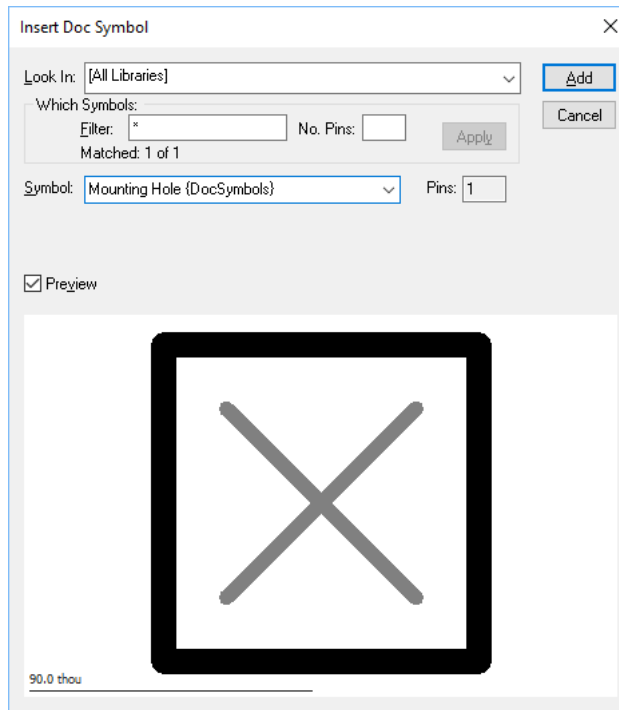 Insert Doc Symbol
Look In: [All Libraries]
Add
Which Symbols:
Filter: * No. Pins:
Apply
Cancel
Matched: 1 of 1
Symbol: Mounting Hole {DocSymbols} Pins: 1
Preview
90.0 thou